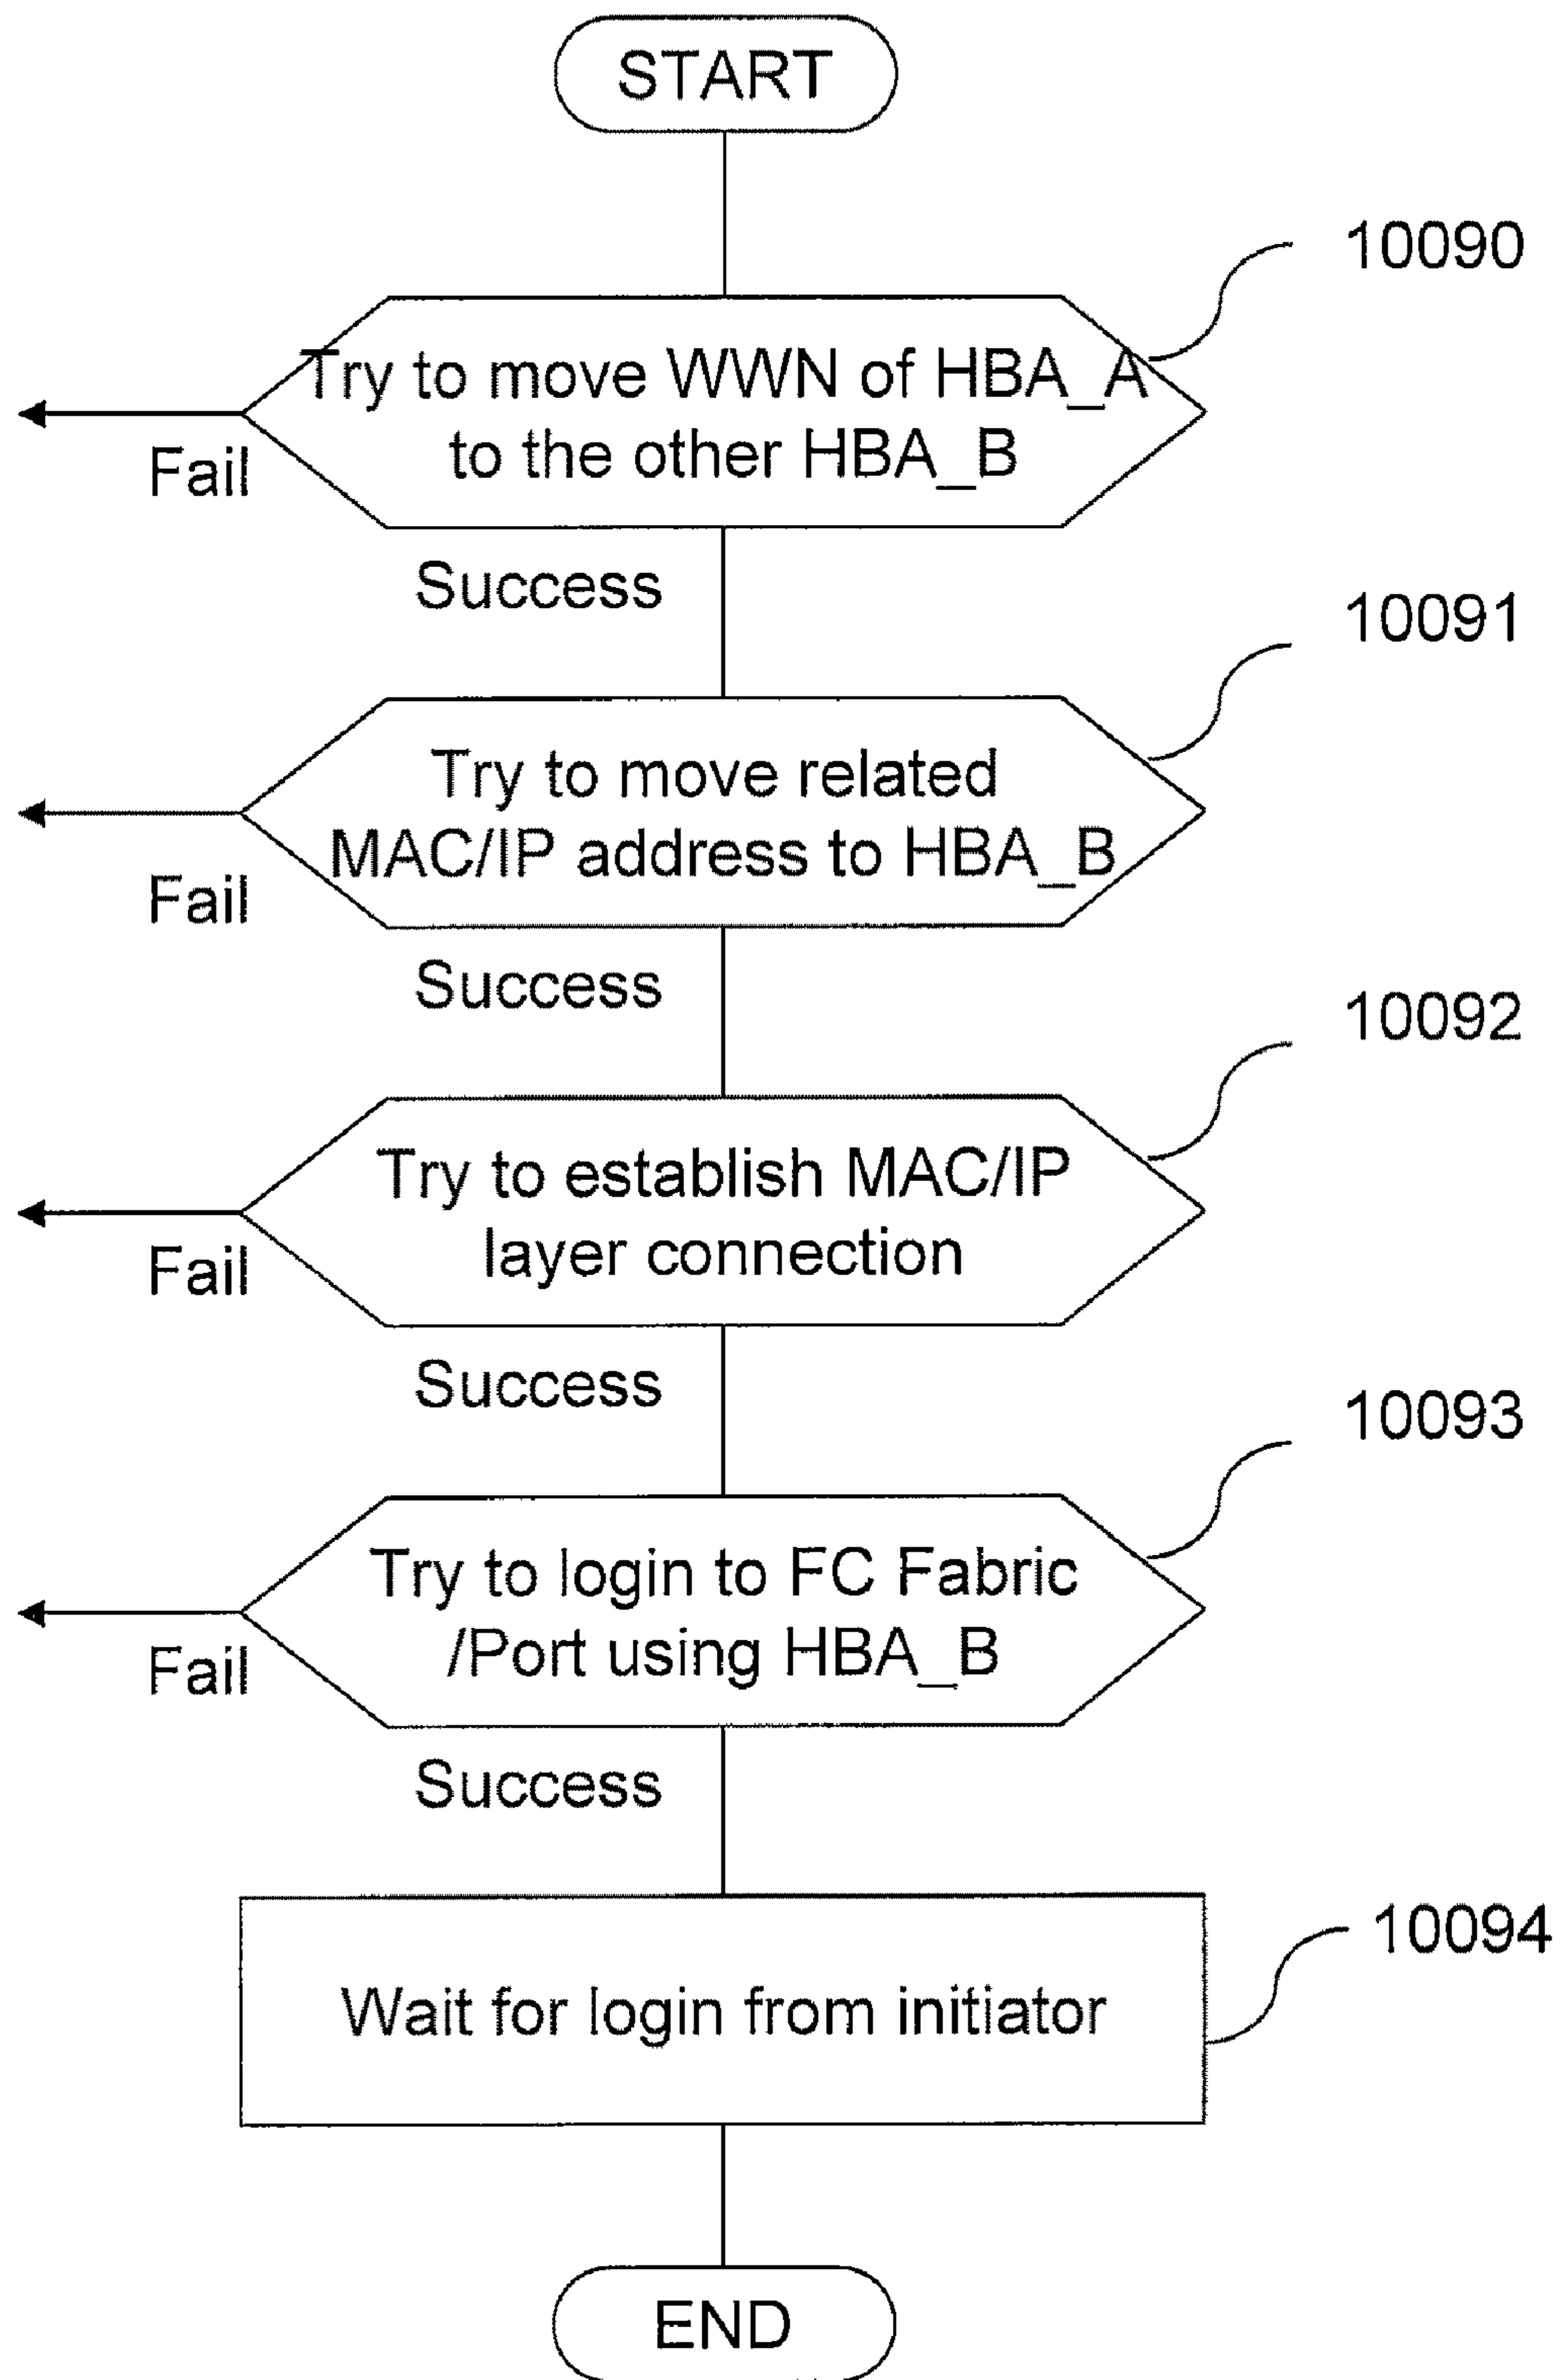 START
10090
Try to move WWN of HBA_A
to the other HBA_B
Fail
Success
10091
Try to move related
MAC/IP address to HBA_B
Fail
Success
10092
Try to establish MAC/IP
layer connection
Fail
Success
10093
Try to login to FC Fabric
/Port using HBA_B
Fail
Success
10094
Wait for login from initiator
END